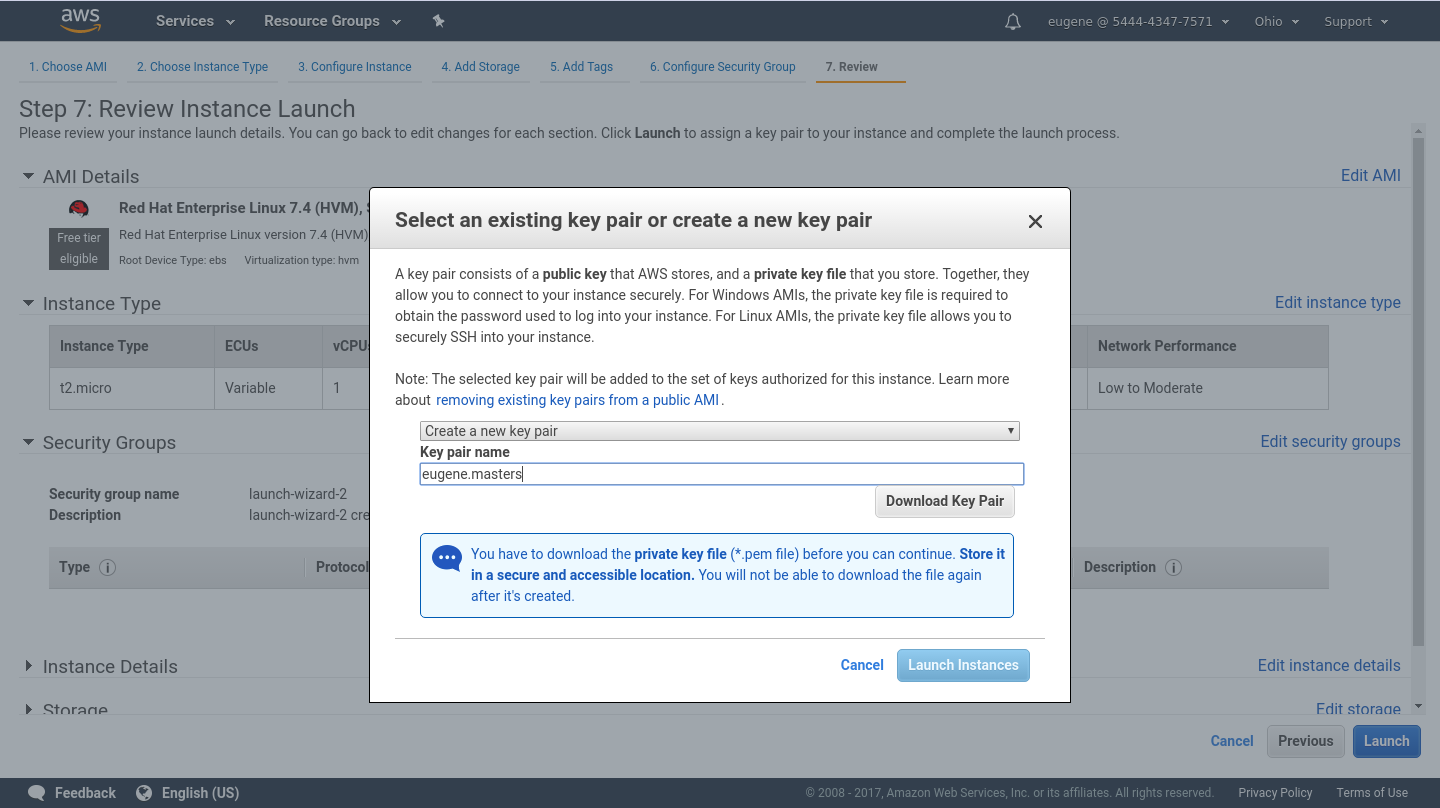 aws Services Resource Groups eugene @ 5444-4347-7571 Ohio Support
1. Choose AMI 2. Choose Instance Type 3. Configure Instance 4. Add Storage 5. Add Tags 6. Configure Security Group 7. Review
Step 7: Review Instance Launch
Please review your instance launch details. You can go back to edit changes for each section. Click Launch to assign a key pair to your instance and complete the launch process.
AMI Details Edit AMI
Red Hat Enterprise Linux 7.4 (HVM),
Free tier eligible
Red Hat Enterprise Linux version 7.4 (HVM)
Root Device Type: ebs Virtualization type: hvm
Instance Type Edit instance type
Instance Type ECUs vCPUs Network Performance
t2.micro Variable 1 Low to Moderate
Security Groups Edit security groups
Security group name launch-wizard-2
Description launch-wizard-2 cre
Type Protocol Description
Instance Details Edit instance details
Storage Edit storage
Select an existing key pair or create a new key pair
A key pair consists of a public key that AWS stores, and a private key file that you store. Together, they
allow you to connect to your instance securely. For Windows AMIs, the private key file is required to
obtain the password used to log into your instance. For Linux AMIs, the private key file allows you to
securely SSH into your instance.
Note: The selected key pair will be added to the set of keys authorized for this instance. Learn more
about removing existing key pairs from a public AMI .
Create a new key pair
Key pair name
eugene.masters
Download Key Pair
You have to download the private key file (*.pem file) before you can continue. Store it
in a secure and accessible location. You will not be able to download the file again
after it's created.
Cancel Launch Instances
Cancel Previous Launch
Feedback English (US) © 2008 - 2017, Amazon Web Services, Inc. or its affiliates. All rights reserved. Privacy Policy Terms of Use